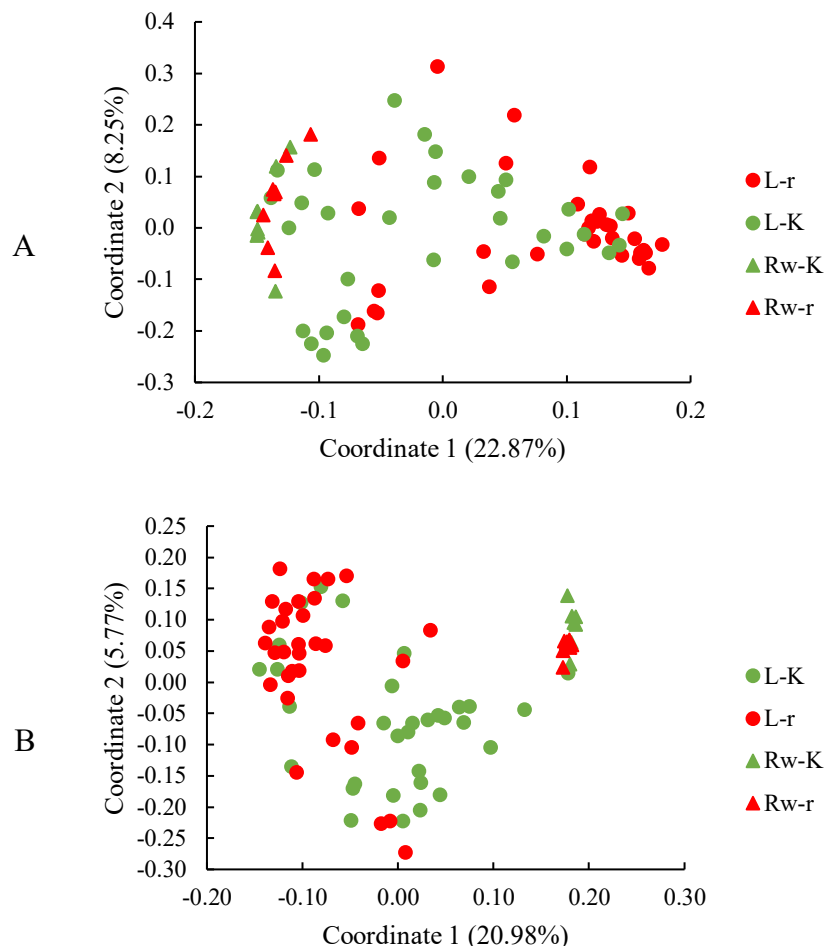 A
0.4
0.3
0.2
0.1
0.0
-0.1
-0.2
-0.3
-0.2
-0.1
0.0
0.1
0.2
Coordinate 2 (8.25%)
Coordinate 1 (22.87%)
L-r
L-K
Rw-K
Rw-r
B
0.25
0.20
0.15
0.10
0.05
0.00
-0.05
-0.10
-0.15
-0.20
-0.25
-0.30
-0.20
-0.10
0.00
0.10
0.20
0.30
Coordinate 2 (5.77%)
Coordinate 1 (20.98%)
L-K
L-r
Rw-K
Rw-r